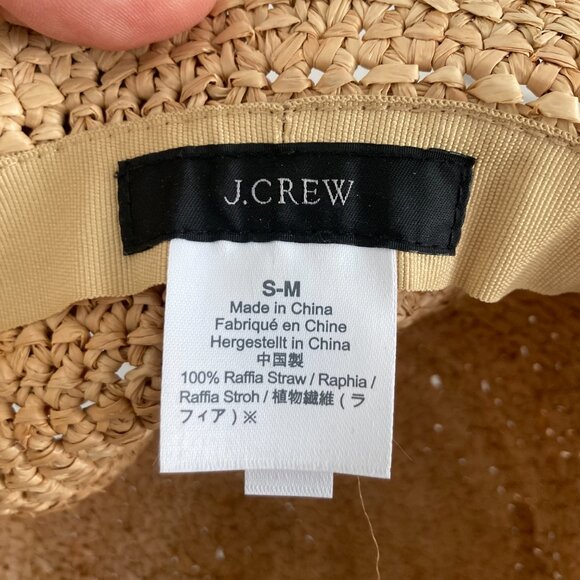 J.CREW
S-M
Made in China
Fabriqué en Chine
Hergestellt in China
中国製
100% Raffia Straw / Raphia /
Raffia Stroh / 植物繊維 ( ラ
フィア ) ※